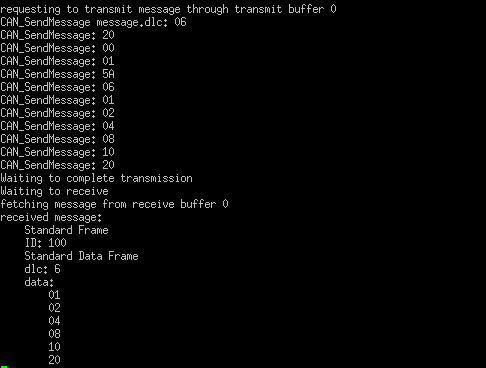 requesting to transmit message through transmit buffer 0
CAN_SendMessage message.dlc: 06
CAN_SendMessage: 20
CAN_SendMessage: 00
CAN_SendMessage: 01
CAN_SendMessage: 5A
CAN_SendMessage: 06
CAN_SendMessage: 01
CAN_SendMessage: 02
CAN_SendMessage: 04
CAN_SendMessage: 08
CAN_SendMessage: 10
CAN_SendMessage: 20
Waiting to complete transmission
Waiting to receive
fetching message from receive buffer 0
received message:
    Standard Frame
    ID: 100
    Standard Data Frame
    dlc: 6
    data:
        01
        02
        04
        08
        10
        20